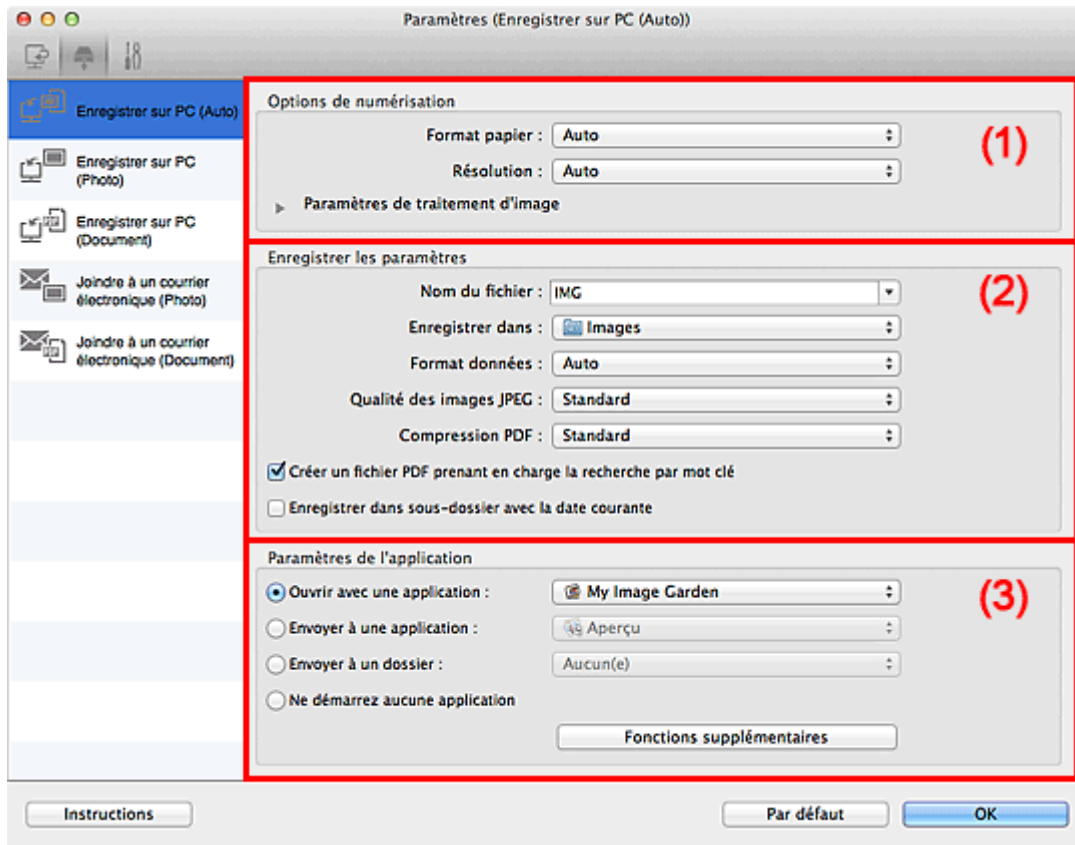 Paramètres (Enregistrer sur PC (Auto))
Enregistrer sur PC (Auto)
Enregistrer sur PC
(Photo)
Enregistrer sur PC
(Document)
Joindre à un courrier
électronique (Photo)
Joindre à un courrier
électronique (Document)
Options de numérisation
(1)
Format papier : Auto
Résolution : Auto
Paramètres de traitement d'image
Enregistrer les paramètres
(2)
Nom du fichier : IMG
Enregistrer dans : Images
Format données : Auto
Qualité des images JPEG : Standard
Compression PDF : Standard
Créer un fichier PDF prenant en charge la recherche par mot clé
Enregistrer dans sous-dossier avec la date courante
Paramètres de l'application
(3)
Ouvrir avec une application : My Image Garden
Envoyer à une application : Aperçu
Envoyer à un dossier : Aucun(e)
Ne démarrez aucune application
Fonctions supplémentaires
Instructions
Par défaut
OK